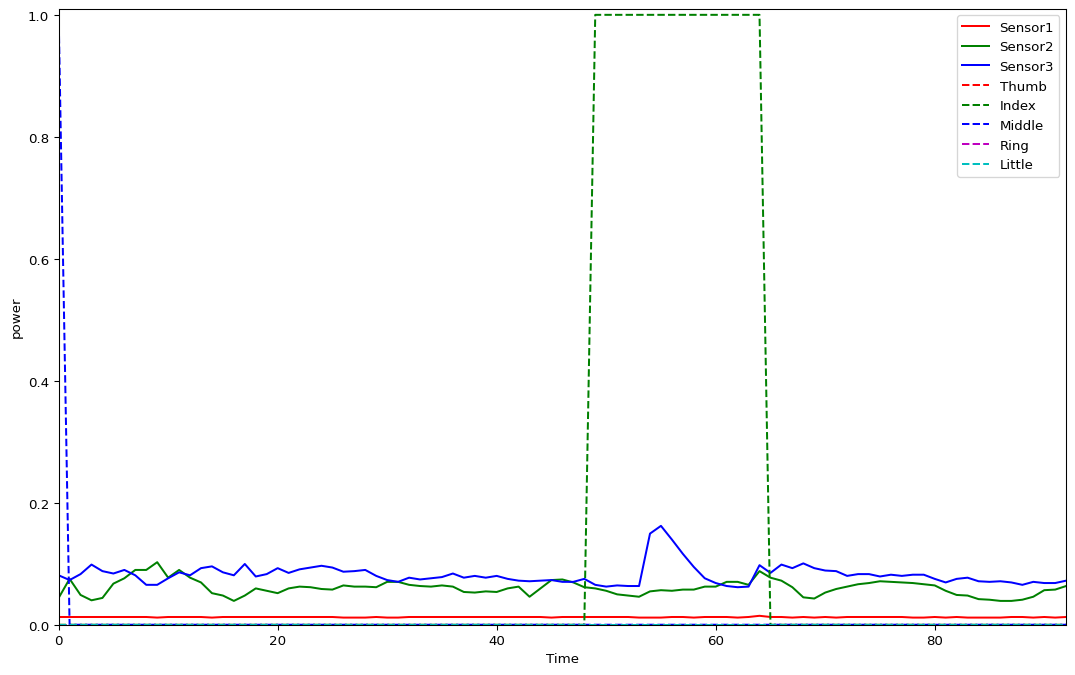 1.0
0.8
0.6
0.4
0.2
0.0
power
0
20
40
60
80
Time
Sensor1
Sensor2
Sensor3
Thumb
Index
Middle
Ring
Little